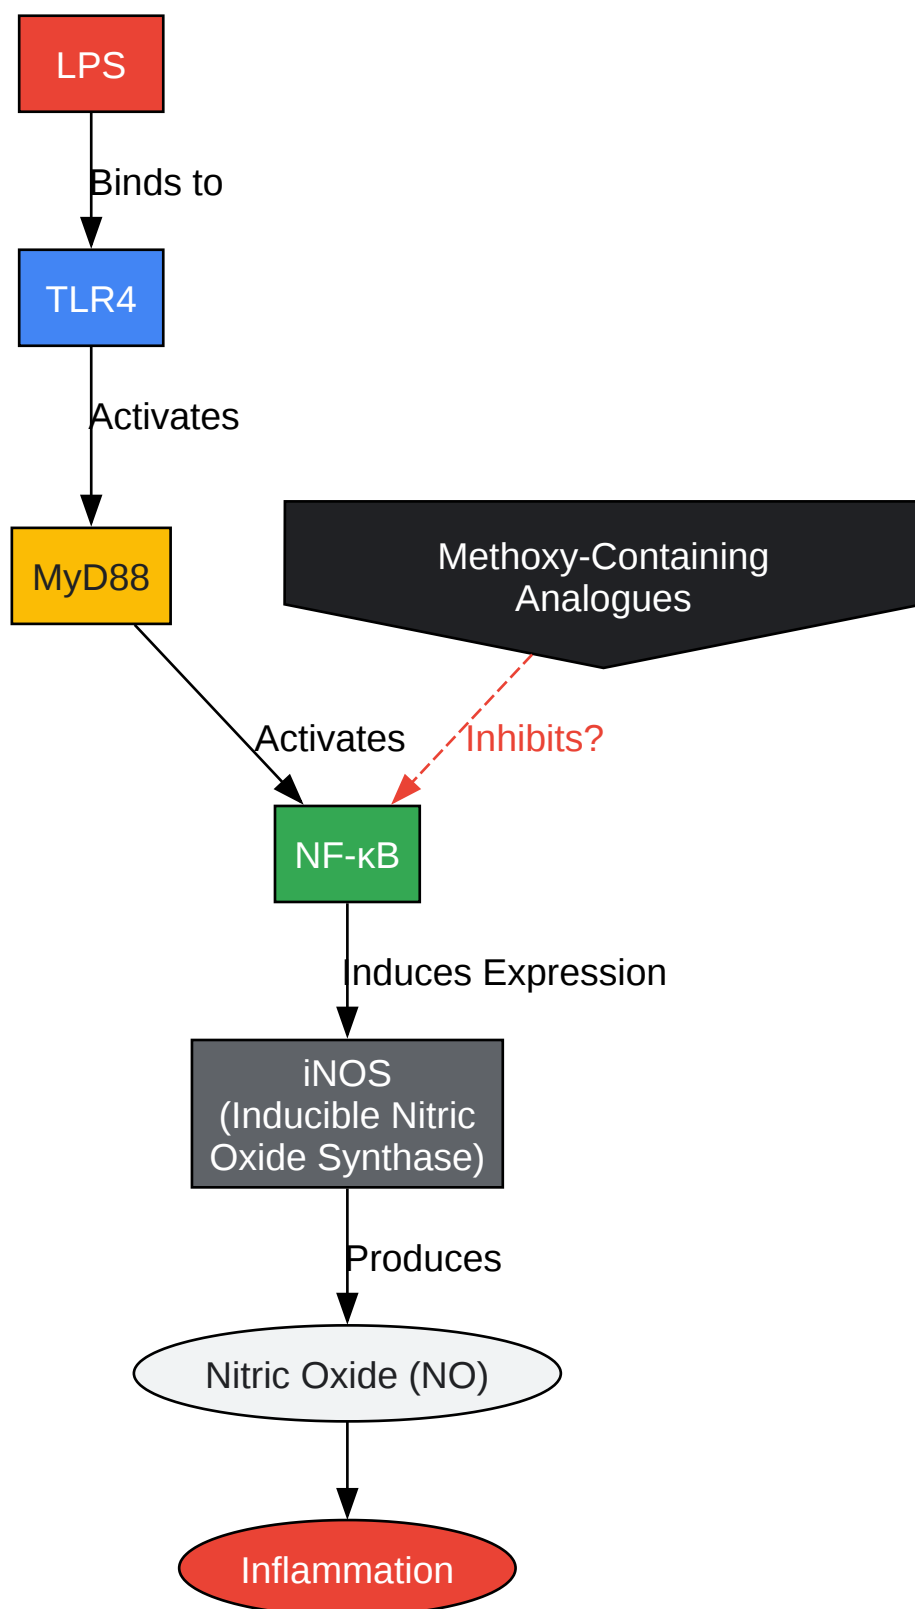 LPS
Binds to
TLR4
Activates
MyD88
Methoxy-Containing
Analogues
Activates
Inhibits?
NF-κB
Induces Expression
iNOS
(Inducible Nitric
Oxide Synthase)
Produces
Nitric Oxide (NO)
Inflammation